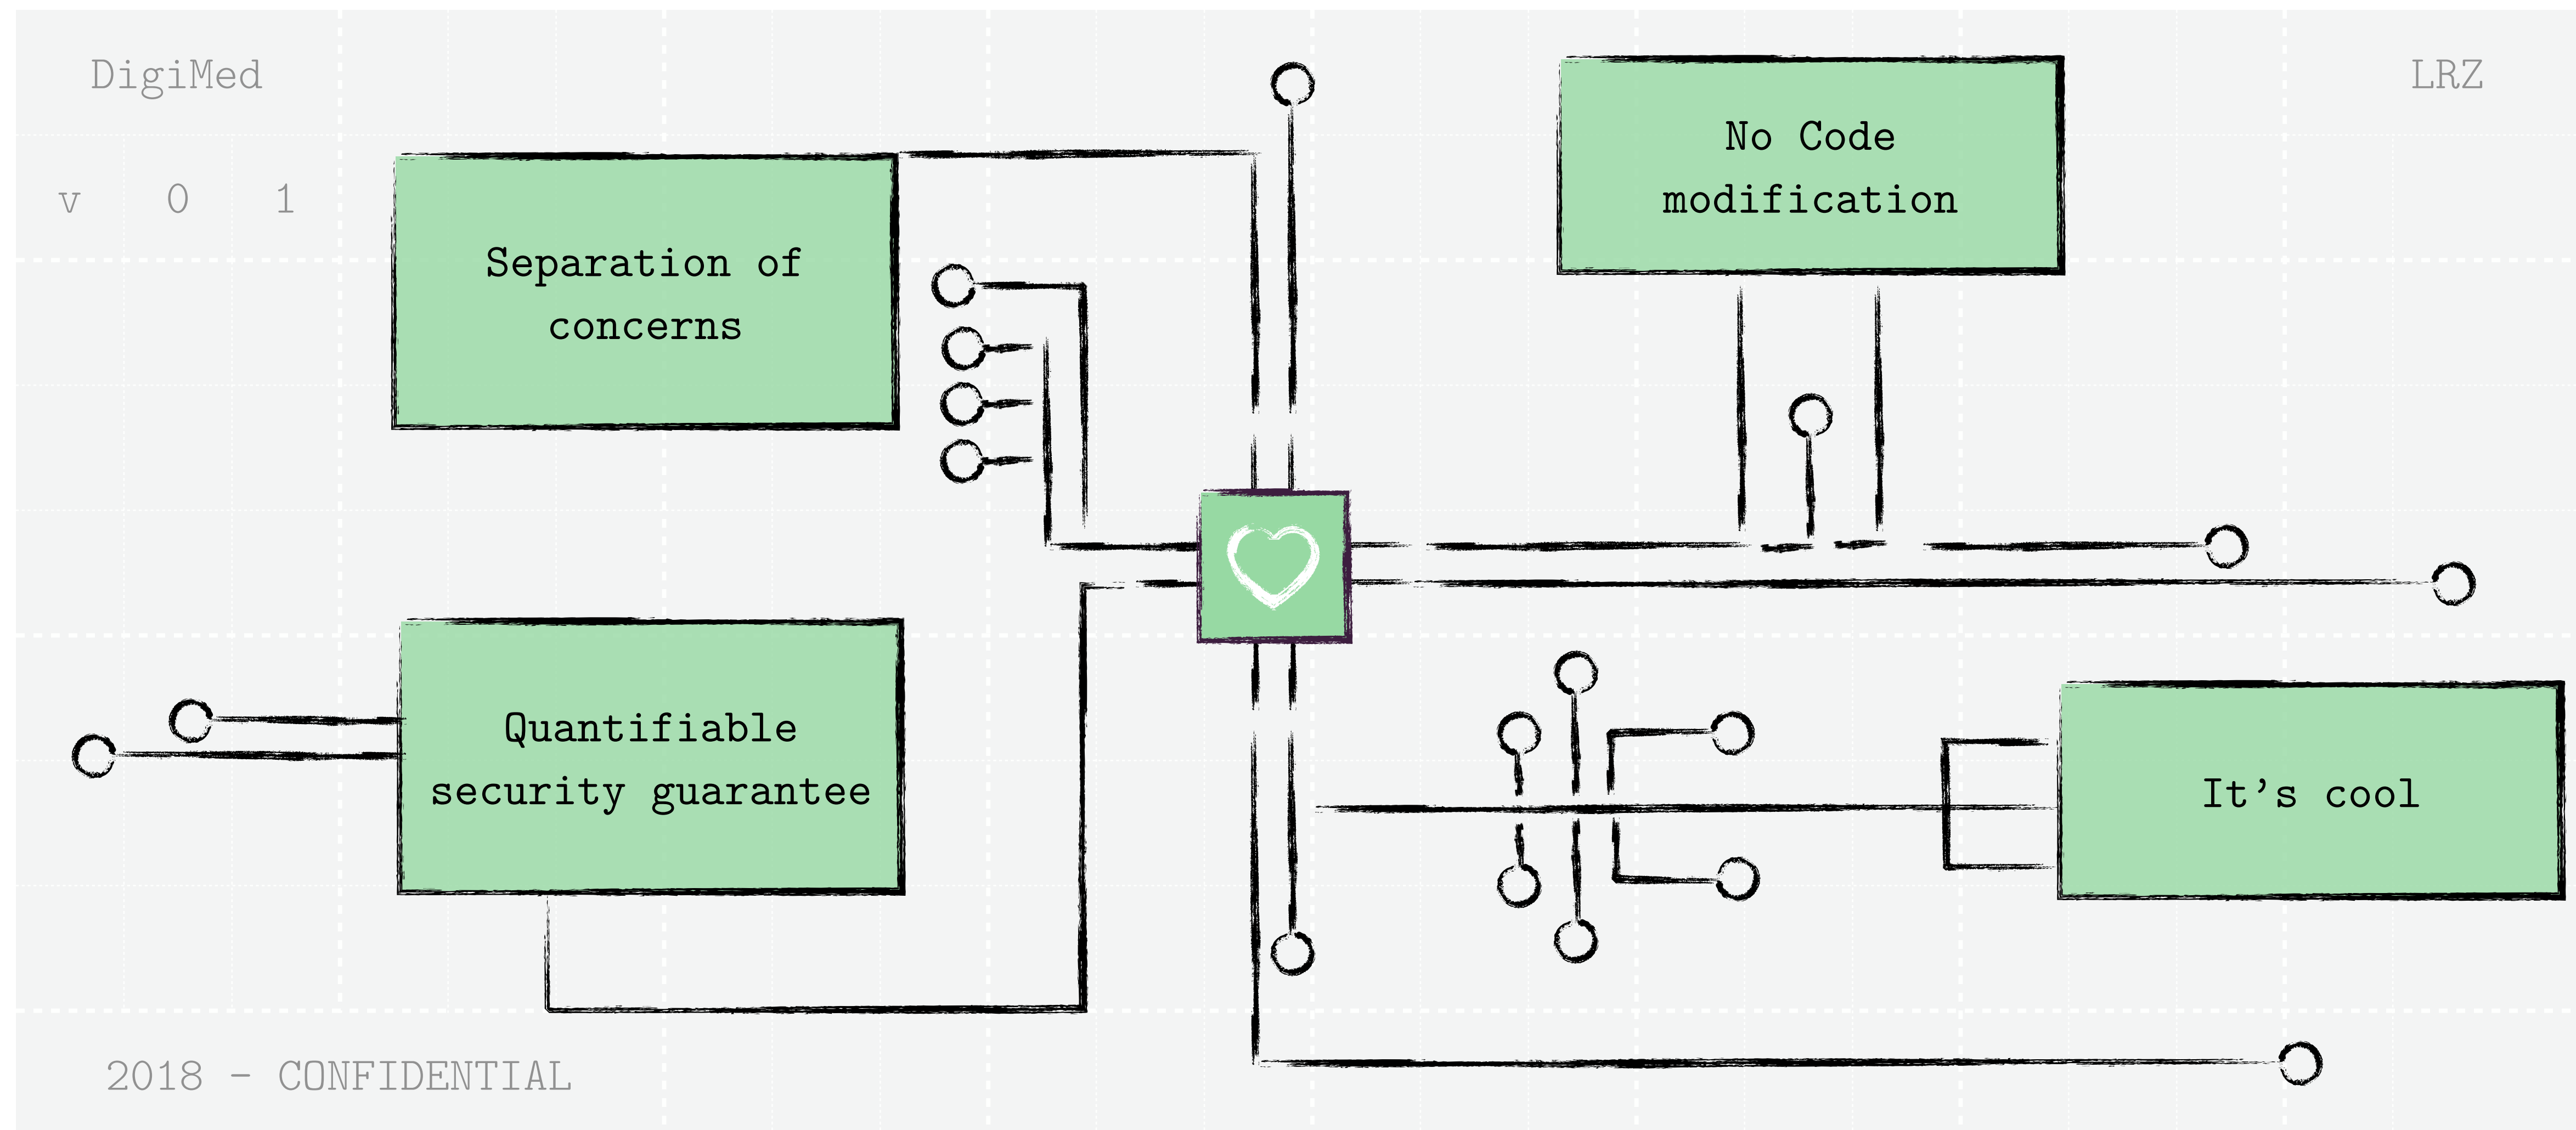 DigiMed
LRZ
v 0 1
Separation of
concerns
No Code
modification
Quantifiable
security guarantee
It's cool
2018 - CONFIDENTIAL